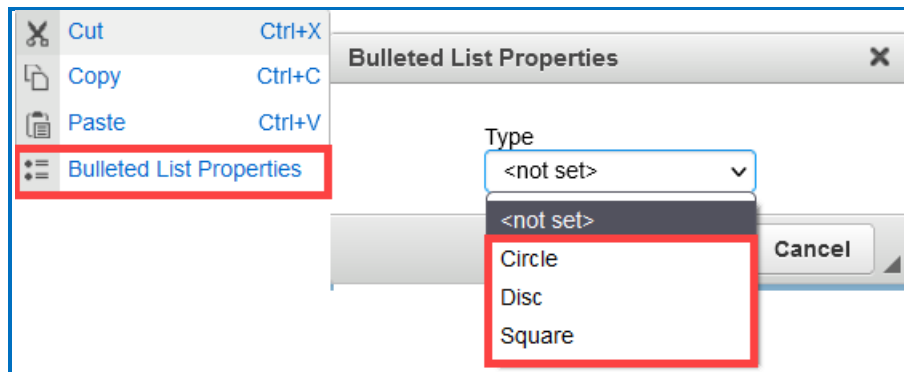 Cut Ctrl+X
Copy Ctrl+C
Paste Ctrl+V
Bulleted List Properties
Bulleted List Properties
Type
<not set>
<not set>
Circle
Disc
Square
Cancel